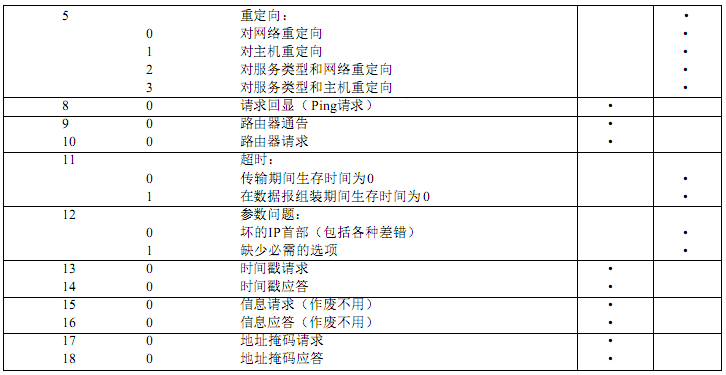 5 重定向： •
0 对网络重定向 •
1 对主机重定向 •
2 对服务类型和网络重定向 •
3 对服务类型和主机重定向 •
8 0 请求回显（Ping请求） •
9 0 路由器通告 •
10 0 路由器请求 •
11 超时：
0 传输期间生存时间为0 •
1 在数据报组装期间生存时间为0 •
12 参数问题：
0 坏的IP首部（包括各种差错） •
1 缺少必需的选项 •
13 0 时间戳请求 •
14 0 时间戳应答 •
15 0 信息请求（作废不用） •
16 0 信息应答（作废不用） •
17 0 地址掩码请求 •
18 0 地址掩码应答 •